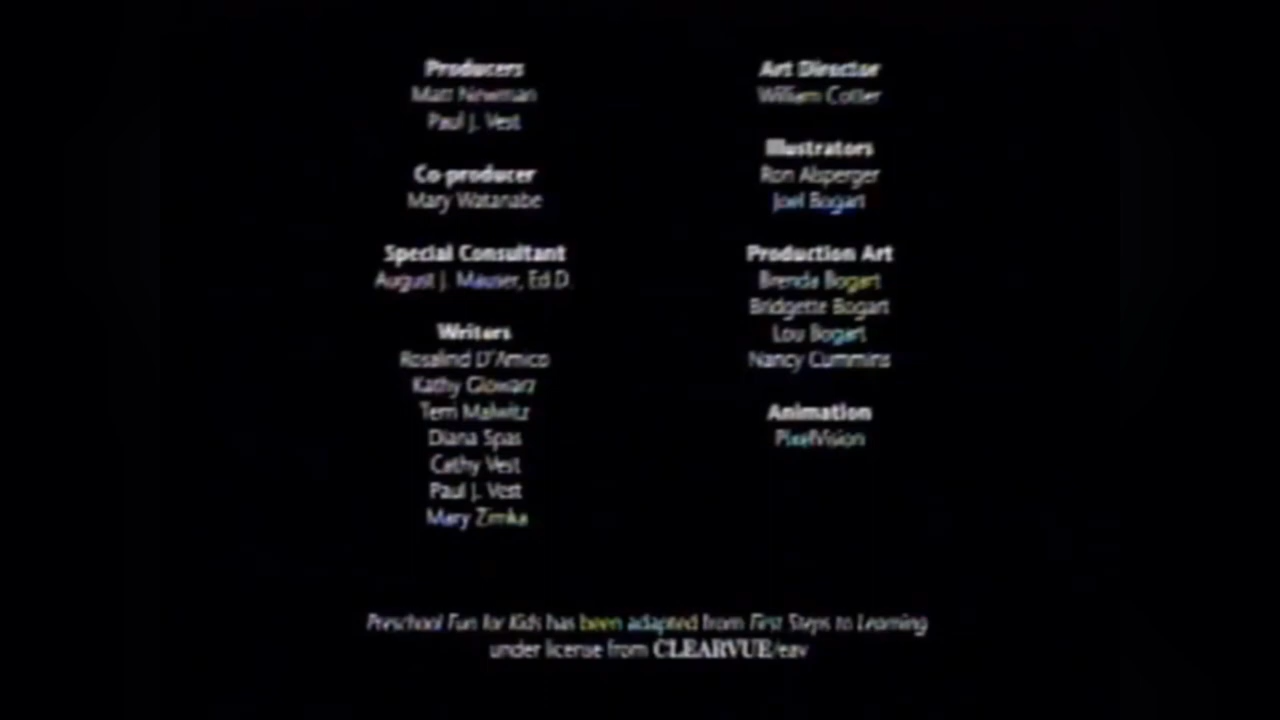 Producers
Matt Newman
Paul J. Vest
Co-producer
Mary Watanabe
Special Consultant
August J. Mauser, Ed.D.
Writers
Rosalind D'Amico
Kathy Glowarz
Terri Malwitz
Diana Spas
Cathy Vest
Paul J. Vest
Mary Zimka
Art Director
William Cotter
Illustrators
Ron Alsperger
Joel Bogart
Production Art
Brenda Bogart
Bridgette Bogart
Lou Bogart
Nancy Cummins
Animation
PixelVision
Preschool Fun for Kids has been adapted from First Steps to Learning
under license from CLEARVUE/eav